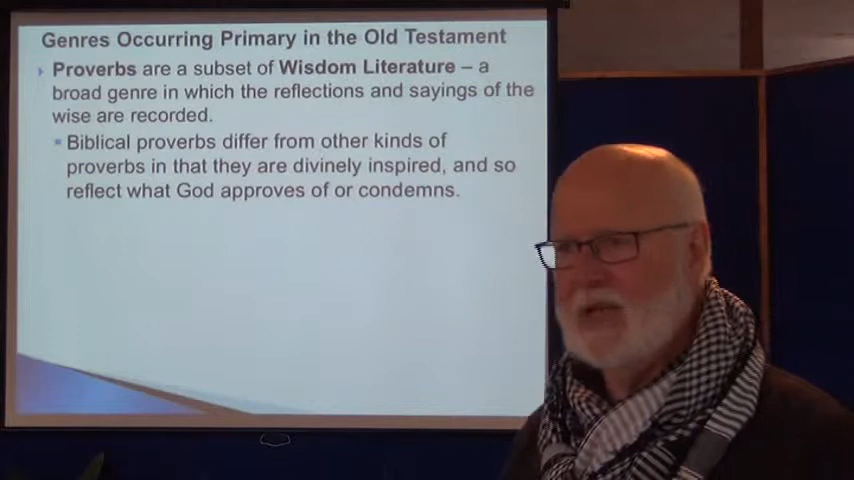 Genres Occurring Primary in the Old Testament
Proverbs are a subset of Wisdom Literature – a
broad genre in which the reflections and sayings of the
wise are recorded.
Biblical proverbs differ from other kinds of
proverbs in that they are divinely inspired, and so
reflect what God approves of or condemns.